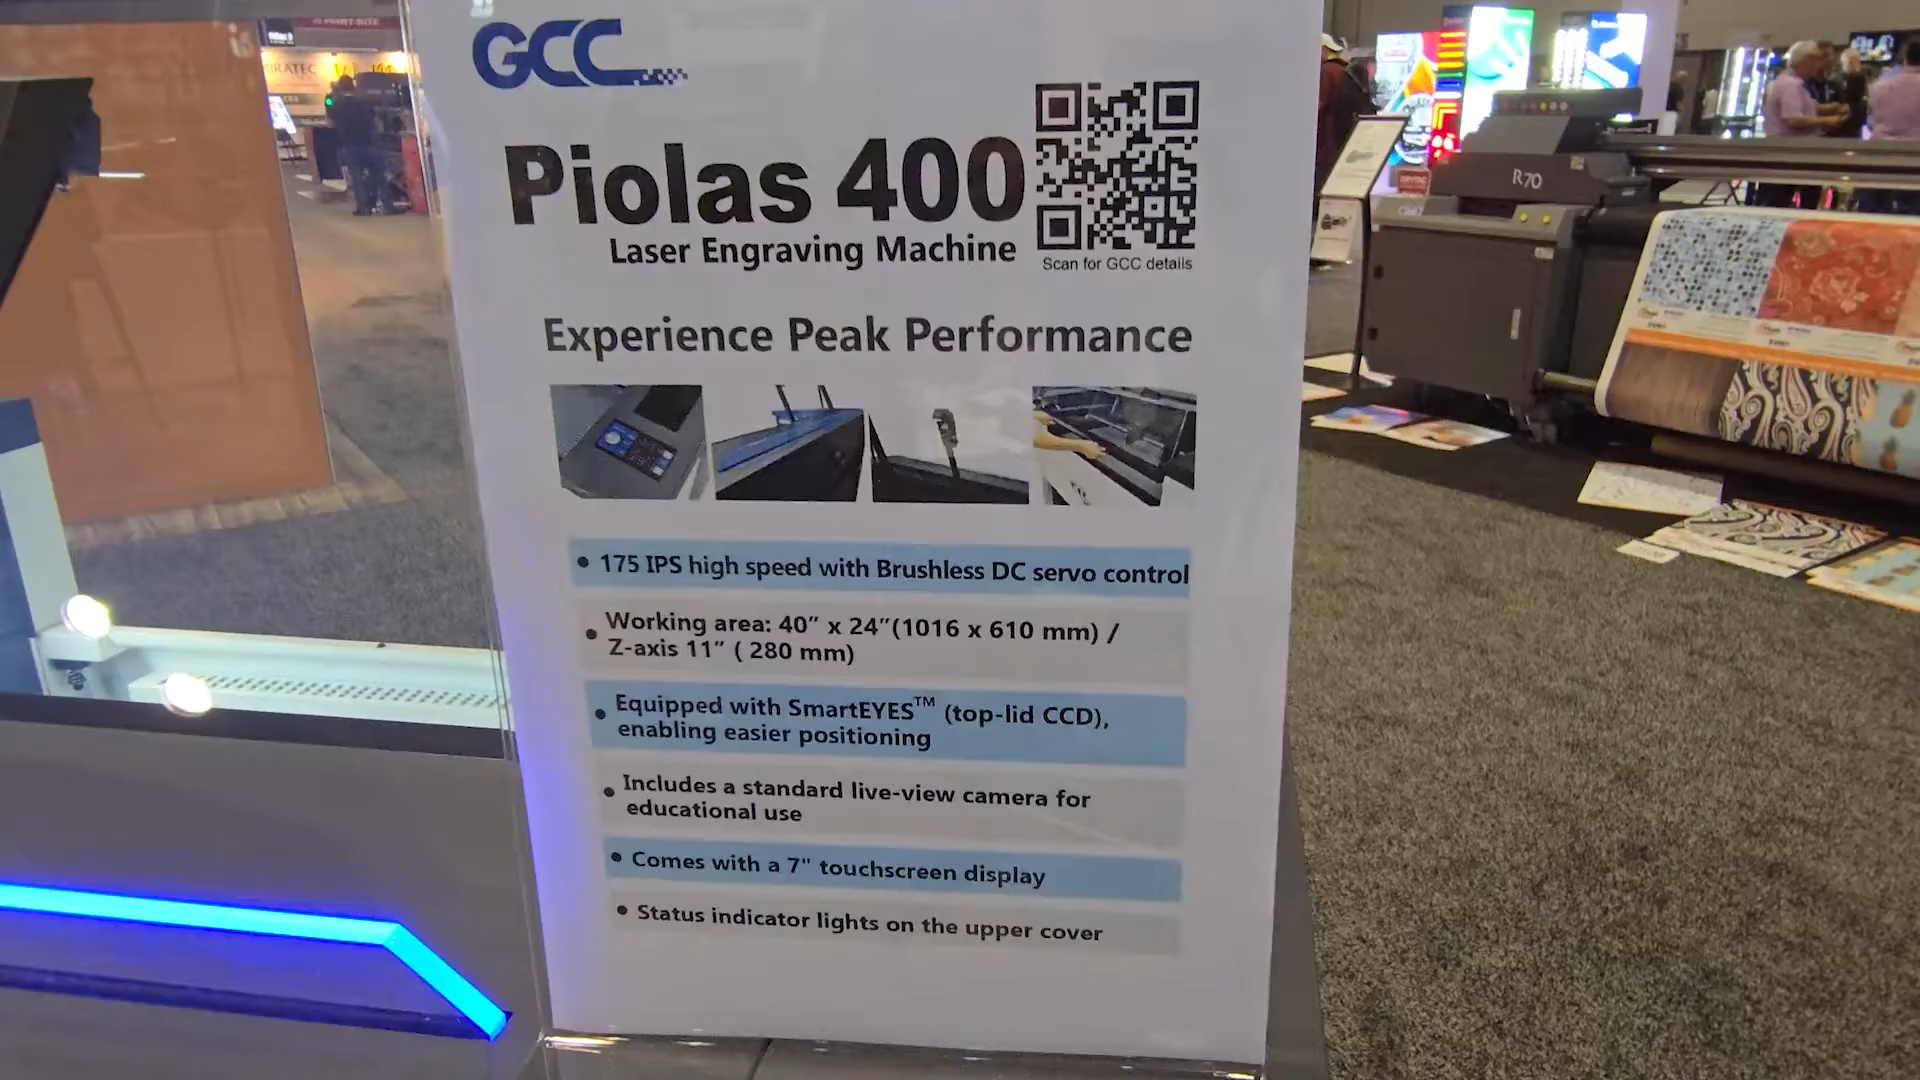 GCC
Piolas 400
Laser Engraving Machine
Scan for GCC details
Experience Peak Performance
• 175 IPS high speed with Brushless DC servo control
• Working area: 40” x 24”(1016 x 610 mm) /
Z-axis 11” ( 280 mm)
• Equipped with SmartEYES™ (top-lid CCD),
enabling easier positioning
• Includes a standard live-view camera for
educational use
• Comes with a 7" touchscreen display
• Status indicator lights on the upper cover
R70